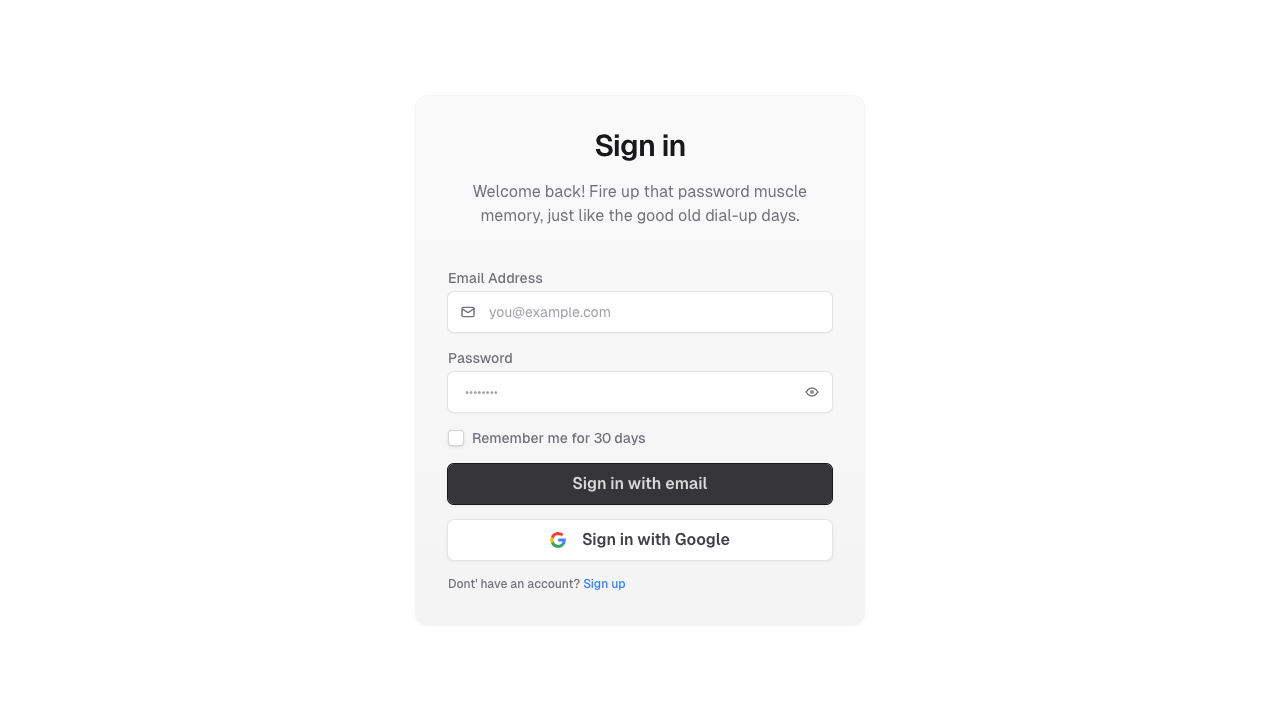 Sign in
Welcome back! Fire up that password muscle
memory, just like the good old dial-up days.
Email Address
you@example.com
Password
••••••••
Remember me for 30 days
Sign in with email
Sign in with Google
Dont' have an account? Sign up